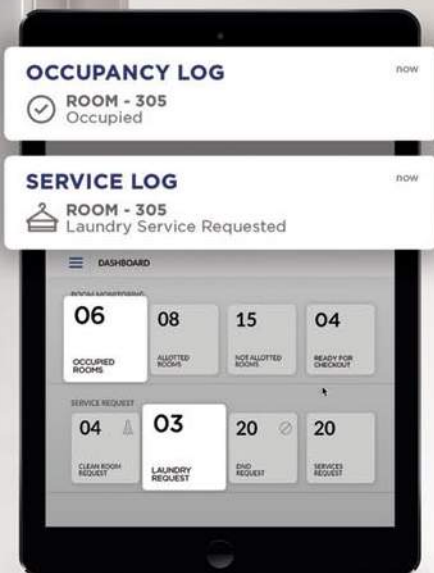 OCCUPANCY LOG
now
ROOM - 305
Occupied
SERVICE LOG
now
ROOM - 305
Laundry Service Requested
DASHBOARD
ROOM MONITORING
06
OCCUPIED
ROOMS
08
ALLOTTED
ROOMS
15
NOT ALLOTTED
ROOMS
04
READY FOR
CHECKOUT
SERVICE REQUEST
04
CLEAN ROOM
REQUEST
03
LAUNDRY
REQUEST
20
DND
REQUEST
20
SERVICES
REQUEST